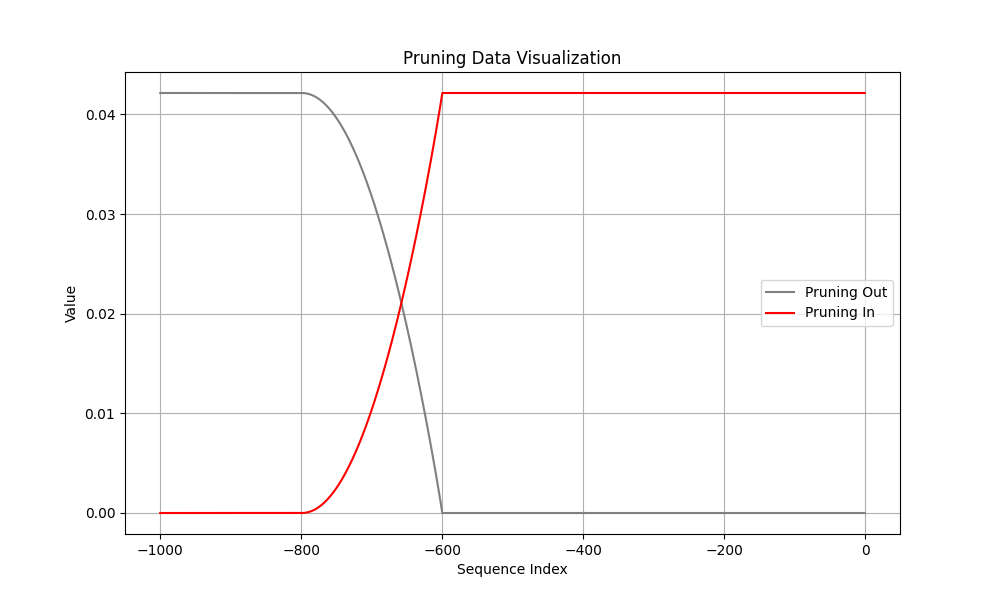 Pruning Data Visualization
0.04
0.03
0.02
0.01
0.00
Value
Pruning Out
Pruning In
−1000 −800 −600 −400 −200 0
Sequence Index